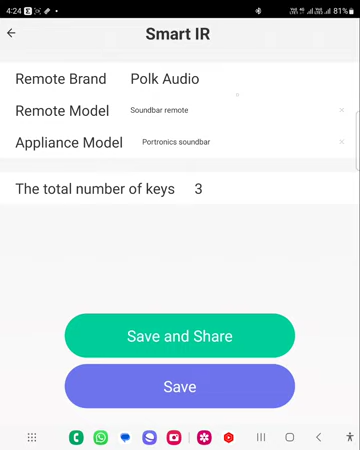 4:24
81%
Smart IR
Remote Brand Polk Audio
Remote Model Soundbar remote
Appliance Model Portronics soundbar
The total number of keys 3
Save and Share
Save